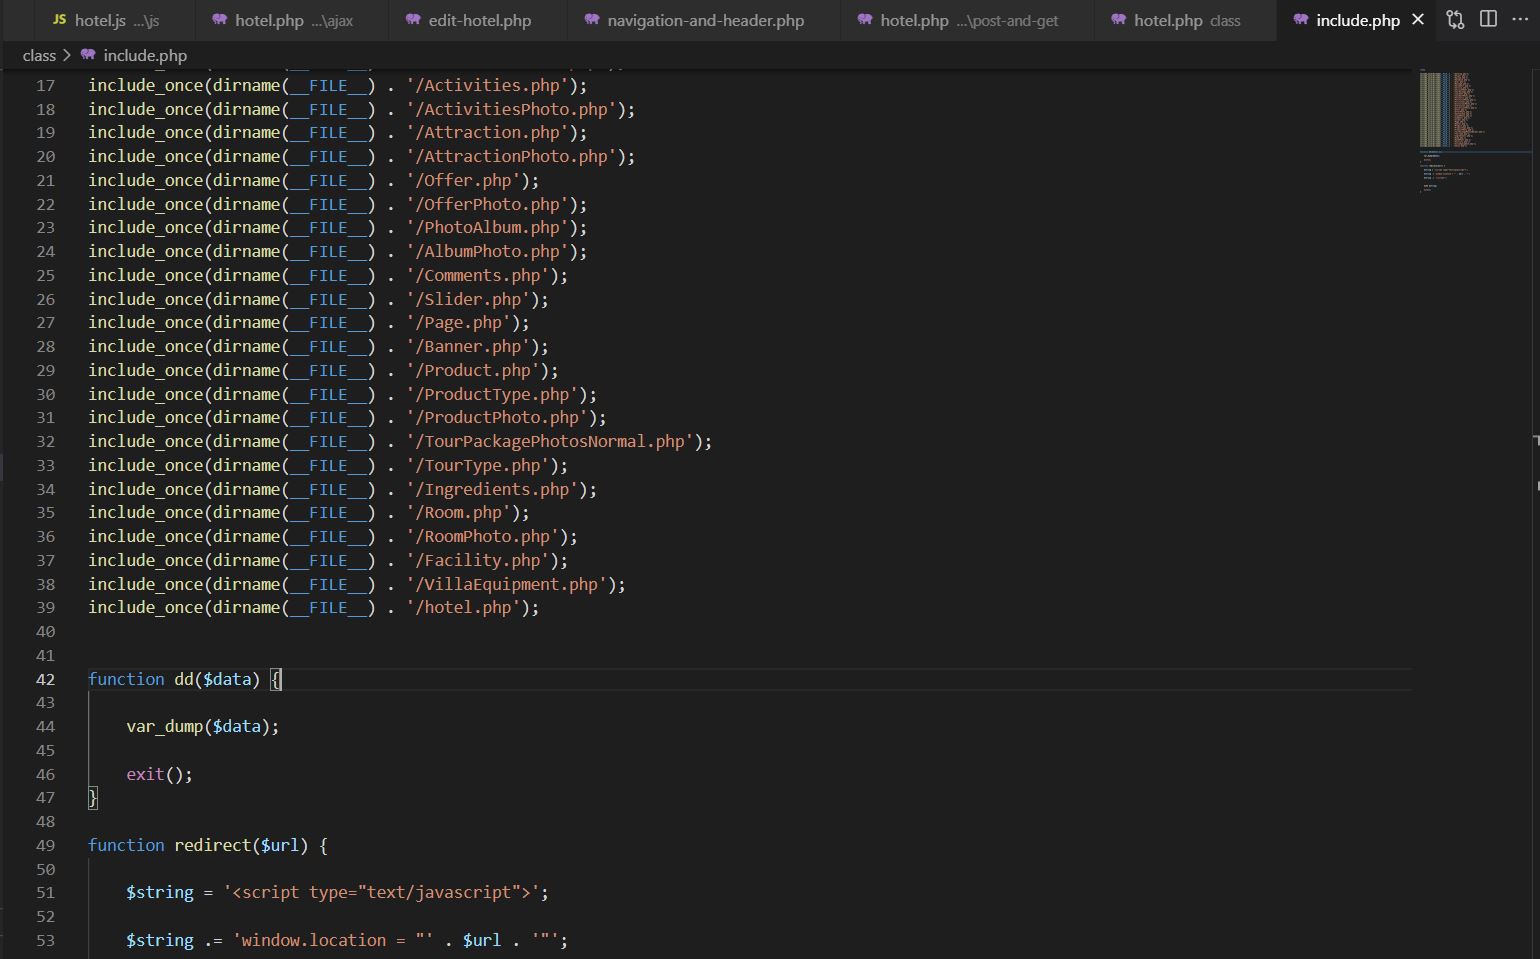 JS hotel.js ...\js hotel.php ...\ajax edit-hotel.php navigation-and-header.php hotel.php ...\post-and-get hotel.php class include.php
class > include.php
17 include_once(dirname(__FILE__) . '/Activities.php');
18 include_once(dirname(__FILE__) . '/ActivitiesPhoto.php');
19 include_once(dirname(__FILE__) . '/Attraction.php');
20 include_once(dirname(__FILE__) . '/AttractionPhoto.php');
21 include_once(dirname(__FILE__) . '/Offer.php');
22 include_once(dirname(__FILE__) . '/OfferPhoto.php');
23 include_once(dirname(__FILE__) . '/PhotoAlbum.php');
24 include_once(dirname(__FILE__) . '/AlbumPhoto.php');
25 include_once(dirname(__FILE__) . '/Comments.php');
26 include_once(dirname(__FILE__) . '/Slider.php');
27 include_once(dirname(__FILE__) . '/Page.php');
28 include_once(dirname(__FILE__) . '/Banner.php');
29 include_once(dirname(__FILE__) . '/Product.php');
30 include_once(dirname(__FILE__) . '/ProductType.php');
31 include_once(dirname(__FILE__) . '/ProductPhoto.php');
32 include_once(dirname(__FILE__) . '/TourPackagePhotosNormal.php');
33 include_once(dirname(__FILE__) . '/TourType.php');
34 include_once(dirname(__FILE__) . '/Ingredients.php');
35 include_once(dirname(__FILE__) . '/Room.php');
36 include_once(dirname(__FILE__) . '/RoomPhoto.php');
37 include_once(dirname(__FILE__) . '/Facility.php');
38 include_once(dirname(__FILE__) . '/VillaEquipment.php');
39 include_once(dirname(__FILE__) . '/hotel.php');
40
41
42 function dd($data) {
43
44 var_dump($data);
45
46 exit();
47 }
48
49 function redirect($url) {
50
51 $string = '<script type="text/javascript">';
52
53 $string .= 'window.location = "' . $url . '"';